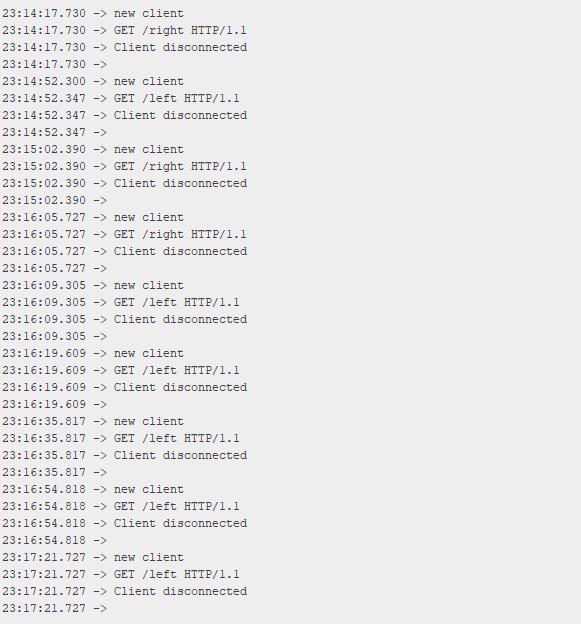 23:14:17.730 -> new client
23:14:17.730 -> GET /right HTTP/1.1
23:14:17.730 -> Client disconnected
23:14:17.730 ->
23:14:52.300 -> new client
23:14:52.347 -> GET /left HTTP/1.1
23:14:52.347 -> Client disconnected
23:14:52.347 ->
23:15:02.390 -> new client
23:15:02.390 -> GET /right HTTP/1.1
23:15:02.390 -> Client disconnected
23:15:02.390 ->
23:16:05.727 -> new client
23:16:05.727 -> GET /right HTTP/1.1
23:16:05.727 -> Client disconnected
23:16:05.727 ->
23:16:09.305 -> new client
23:16:09.305 -> GET /left HTTP/1.1
23:16:09.305 -> Client disconnected
23:16:09.305 ->
23:16:19.609 -> new client
23:16:19.609 -> GET /left HTTP/1.1
23:16:19.609 -> Client disconnected
23:16:19.609 ->
23:16:35.817 -> new client
23:16:35.817 -> GET /left HTTP/1.1
23:16:35.817 -> Client disconnected
23:16:35.817 ->
23:16:54.818 -> new client
23:16:54.818 -> GET /left HTTP/1.1
23:16:54.818 -> Client disconnected
23:16:54.818 ->
23:17:21.727 -> new client
23:17:21.727 -> GET /left HTTP/1.1
23:17:21.727 -> Client disconnected
23:17:21.727 ->